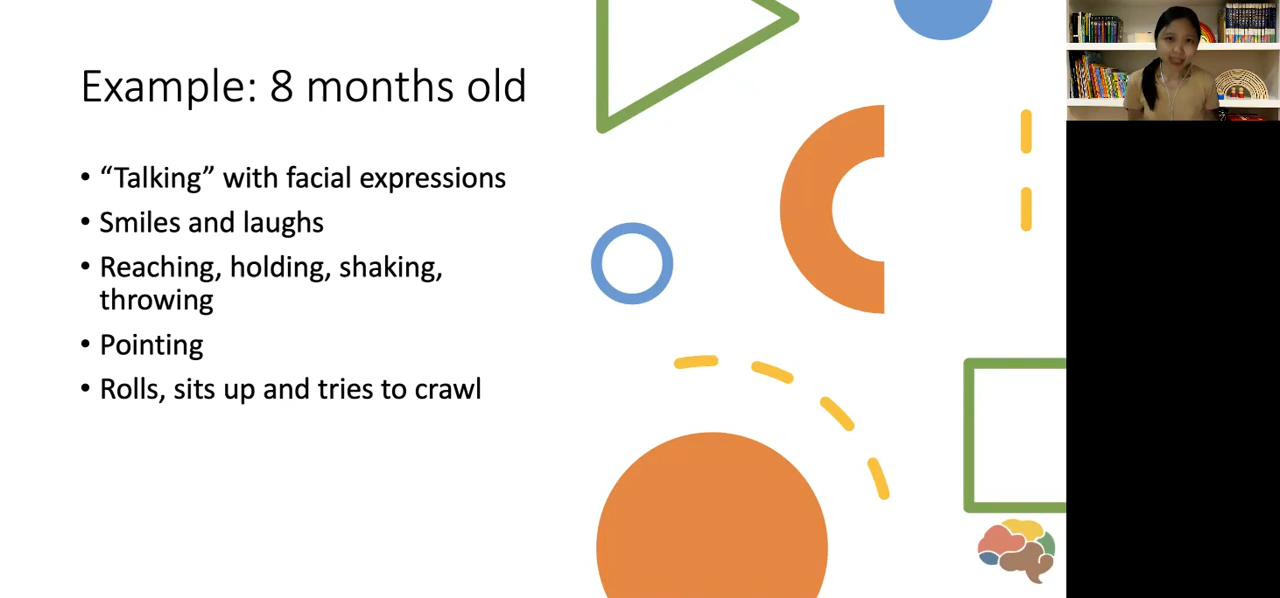 Example: 8 months old
• “Talking” with facial expressions
• Smiles and laughs
• Reaching, holding, shaking,
throwing
• Pointing
• Rolls, sits up and tries to crawl